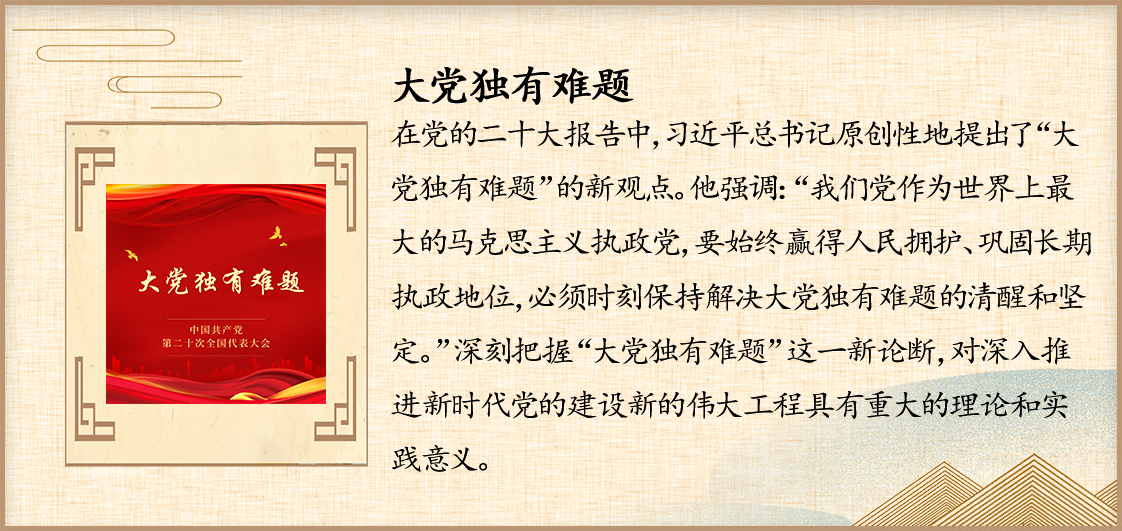 大党独有难题
中国共产党
第二十次全国代表大会
大党独有难题
在党的二十大报告中，习近平总书记原创性地提出了“大
党独有难题”的新观点。他强调：“我们党作为世界上最
大的马克思主义执政党，要始终赢得人民拥护、巩固长期
执政地位，必须时刻保持解决大党独有难题的清醒和坚
定。”深刻把握“大党独有难题”这一新论断，对深入推
进新时代党的建设新的伟大工程具有重大的理论和实
践意义。